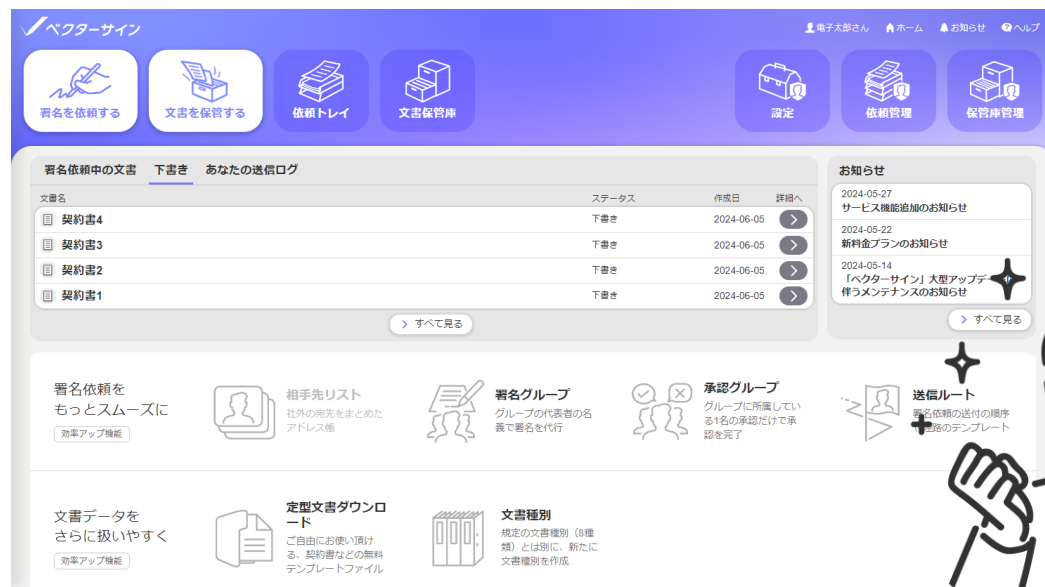 ベクターサイン
電子太郎さん ホーム お知らせ ヘルプ
署名を依頼する 文書を保管する 依頼トレイ 文書保管庫 設定 依頼管理 保管庫管理
署名依頼中の文書 下書き あなたの送信ログ
文書名 ステータス 作成日 詳細へ
契約書4 下書き 2024-06-05
契約書3 下書き 2024-06-05
契約書2 下書き 2024-06-05
契約書1 下書き 2024-06-05
すべて見る
お知らせ
2024-05-27
サービス機能追加のお知らせ
2024-05-22
新料金プランのお知らせ
2024-05-14
「ベクターサイン」大型アップデー
伴うメンテナンスのお知らせ
すべて見る
署名依頼を
もっとスムーズに
効率アップ機能
相手先リスト
社外の宛先をまとめた
アドレス帳
署名グループ
グループの代表者の名
義で署名を代行
承認グループ
グループに所属してい
る1名の承認だけで承
認を完了
送信ルート
署名依頼の送付の順序
経路のテンプレート
文書データを
さらに扱いやすく
効率アップ機能
定型文書ダウンロ
ード
ご自由にお使い頂け
る、契約書などの無料
テンプレートファイル
文書種別
規定の文書種別（8種
類）とは別に、新たに
文書種別を作成